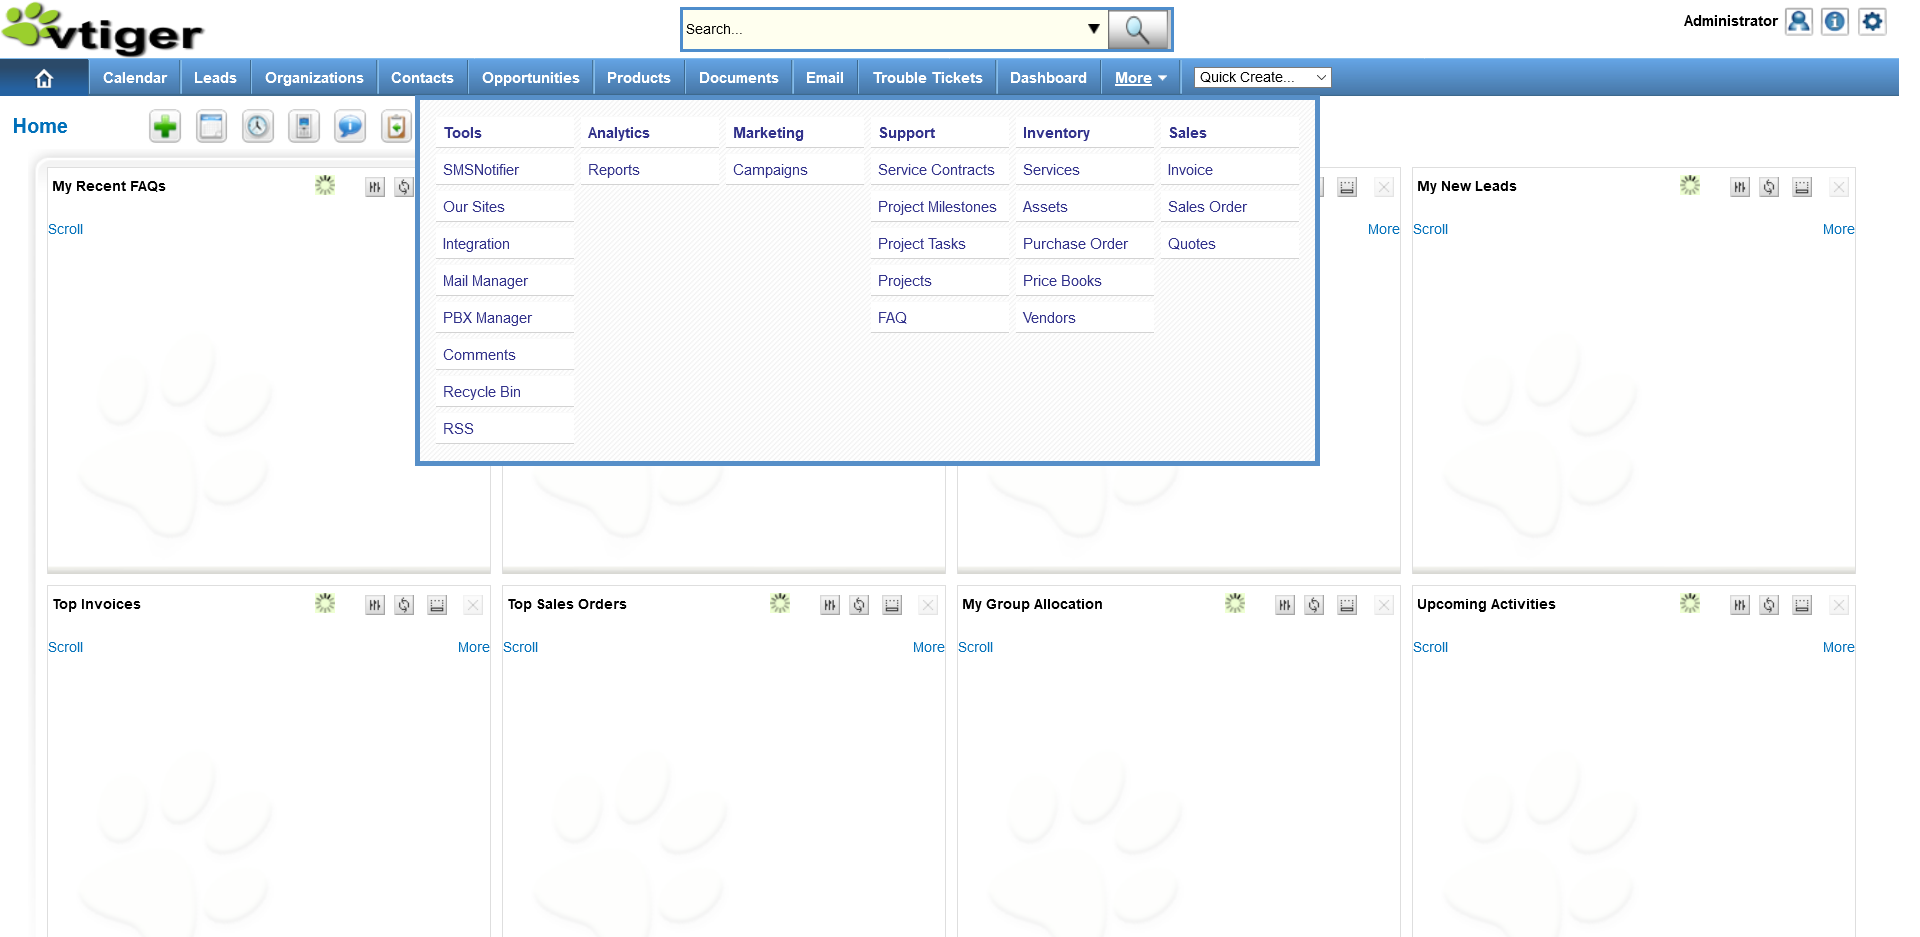 vtiger
Search...
Administrator
Calendar Leads Organizations Contacts Opportunities Products Documents Email Trouble Tickets Dashboard More Quick Create...
Home
Tools Analytics Marketing Support Inventory Sales
SMSNotifier Reports Campaigns Service Contracts Services Invoice
Our Sites Project Milestones Assets Sales Order
Integration Project Tasks Purchase Order Quotes
Mail Manager Projects Price Books
PBX Manager FAQ Vendors
Comments
Recycle Bin
RSS
My Recent FAQs My New Leads
Scroll More Scroll More
Top Invoices Top Sales Orders My Group Allocation Upcoming Activities
Scroll More Scroll More Scroll Scroll More